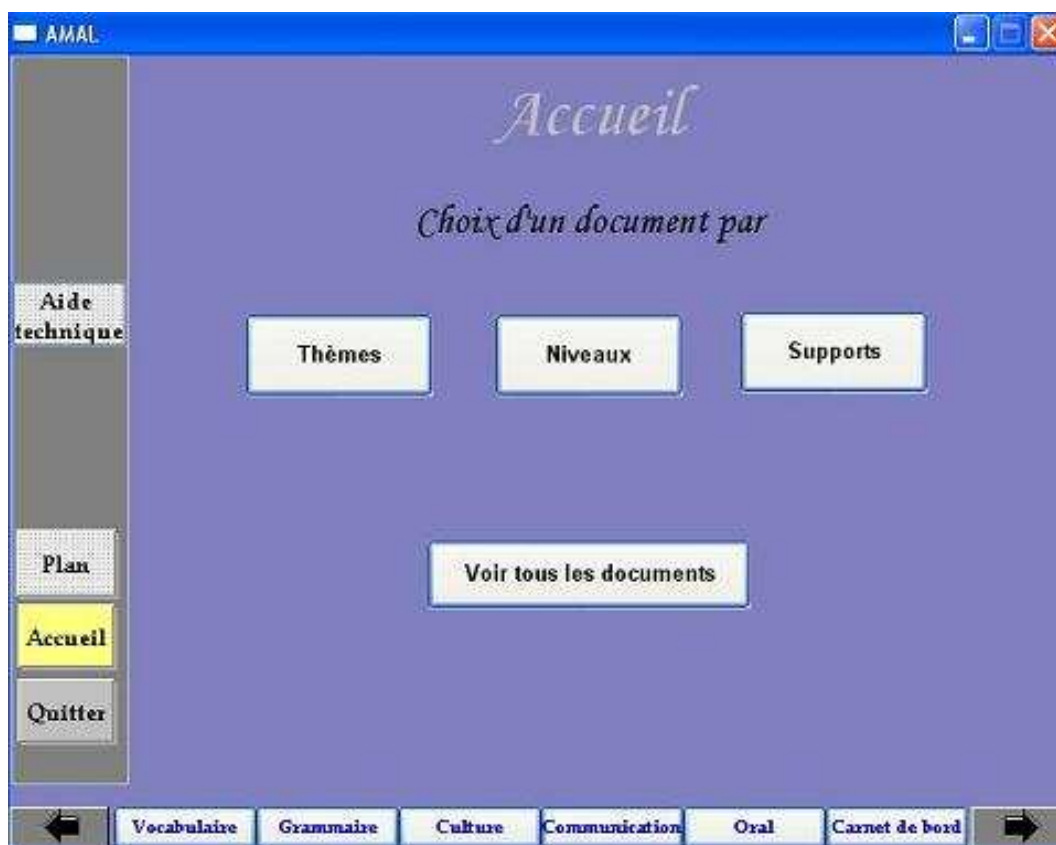 AMAL
Accueil
Choix d'un document par
Aide
technique
Thèmes
Niveaux
Supports
Plan
Voir tous les documents
Accueil
Quitter
Vocabulaire
Grammaire
Culture
Communication
Oral
Carnet de bord